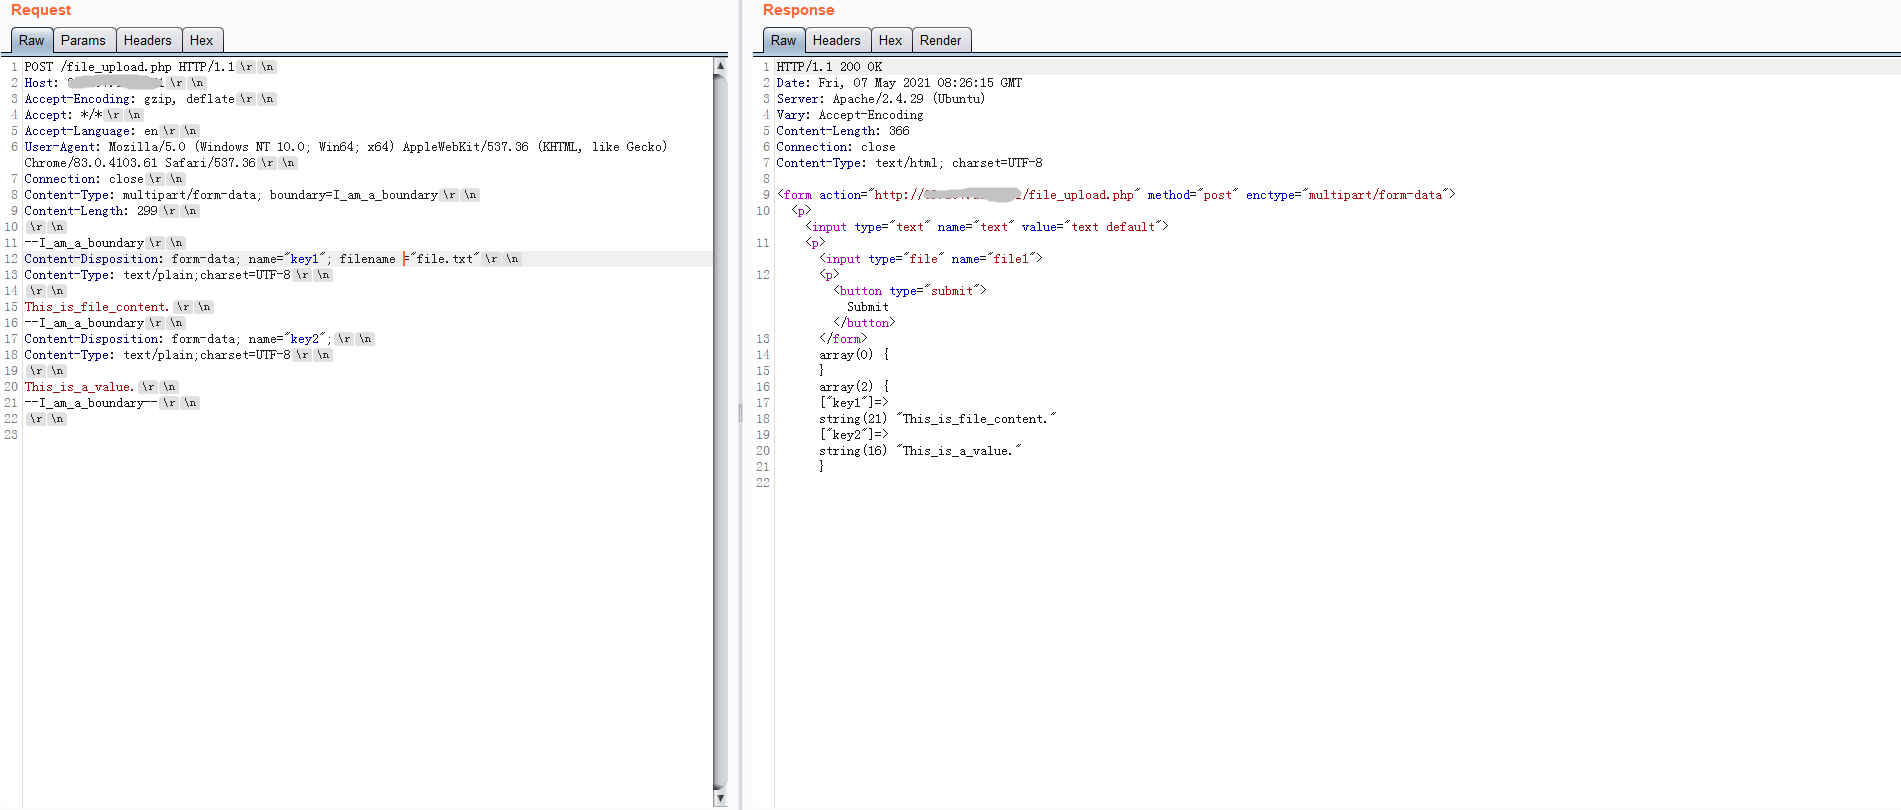 Request
Raw Params Headers Hex
1 POST /file_upload.php HTTP/1.1 \r \n
2 Host: \r \n
3 Accept-Encoding: gzip, deflate \r \n
4 Accept: */* \r \n
5 Accept-Language: en \r \n
6 User-Agent: Mozilla/5.0 (Windows NT 10.0; Win64; x64) AppleWebKit/537.36 (KHTML, like Gecko)
Chrome/83.0.4103.61 Safari/537.36 \r \n
7 Connection: close \r \n
8 Content-Type: multipart/form-data; boundary=I_am_a_boundary \r \n
9 Content-Length: 299 \r \n
10 \r \n
11 --I_am_a_boundary \r \n
12 Content-Disposition: form-data; name="key1"; filename ="file.txt" \r \n
13 Content-Type: text/plain;charset=UTF-8 \r \n
14 \r \n
15 This_is_file_content. \r \n
16 --I_am_a_boundary \r \n
17 Content-Disposition: form-data; name="key2"; \r \n
18 Content-Type: text/plain;charset=UTF-8 \r \n
19 \r \n
20 This_is_a_value. \r \n
21 --I_am_a_boundary-- \r \n
22 \r \n
23
Response
Raw Headers Hex Render
1 HTTP/1.1 200 OK
2 Date: Fri, 07 May 2021 08:26:15 GMT
3 Server: Apache/2.4.29 (Ubuntu)
4 Vary: Accept-Encoding
5 Content-Length: 366
6 Connection: close
7 Content-Type: text/html; charset=UTF-8
8
9 <form action="http:///file_upload.php" method="post" enctype="multipart/form-data">
10 <p>
<input type="text" name="text" value="text default">
11 <p>
<input type="file" name="file1">
12 <p>
<button type="submit">
Submit
</button>
13 </form>
14 array(0) {
15 }
16 array(2) {
17 ["key1"]=>
18 string(21) "This_is_file_content."
19 ["key2"]=>
20 string(16) "This_is_a_value."
21 }
22